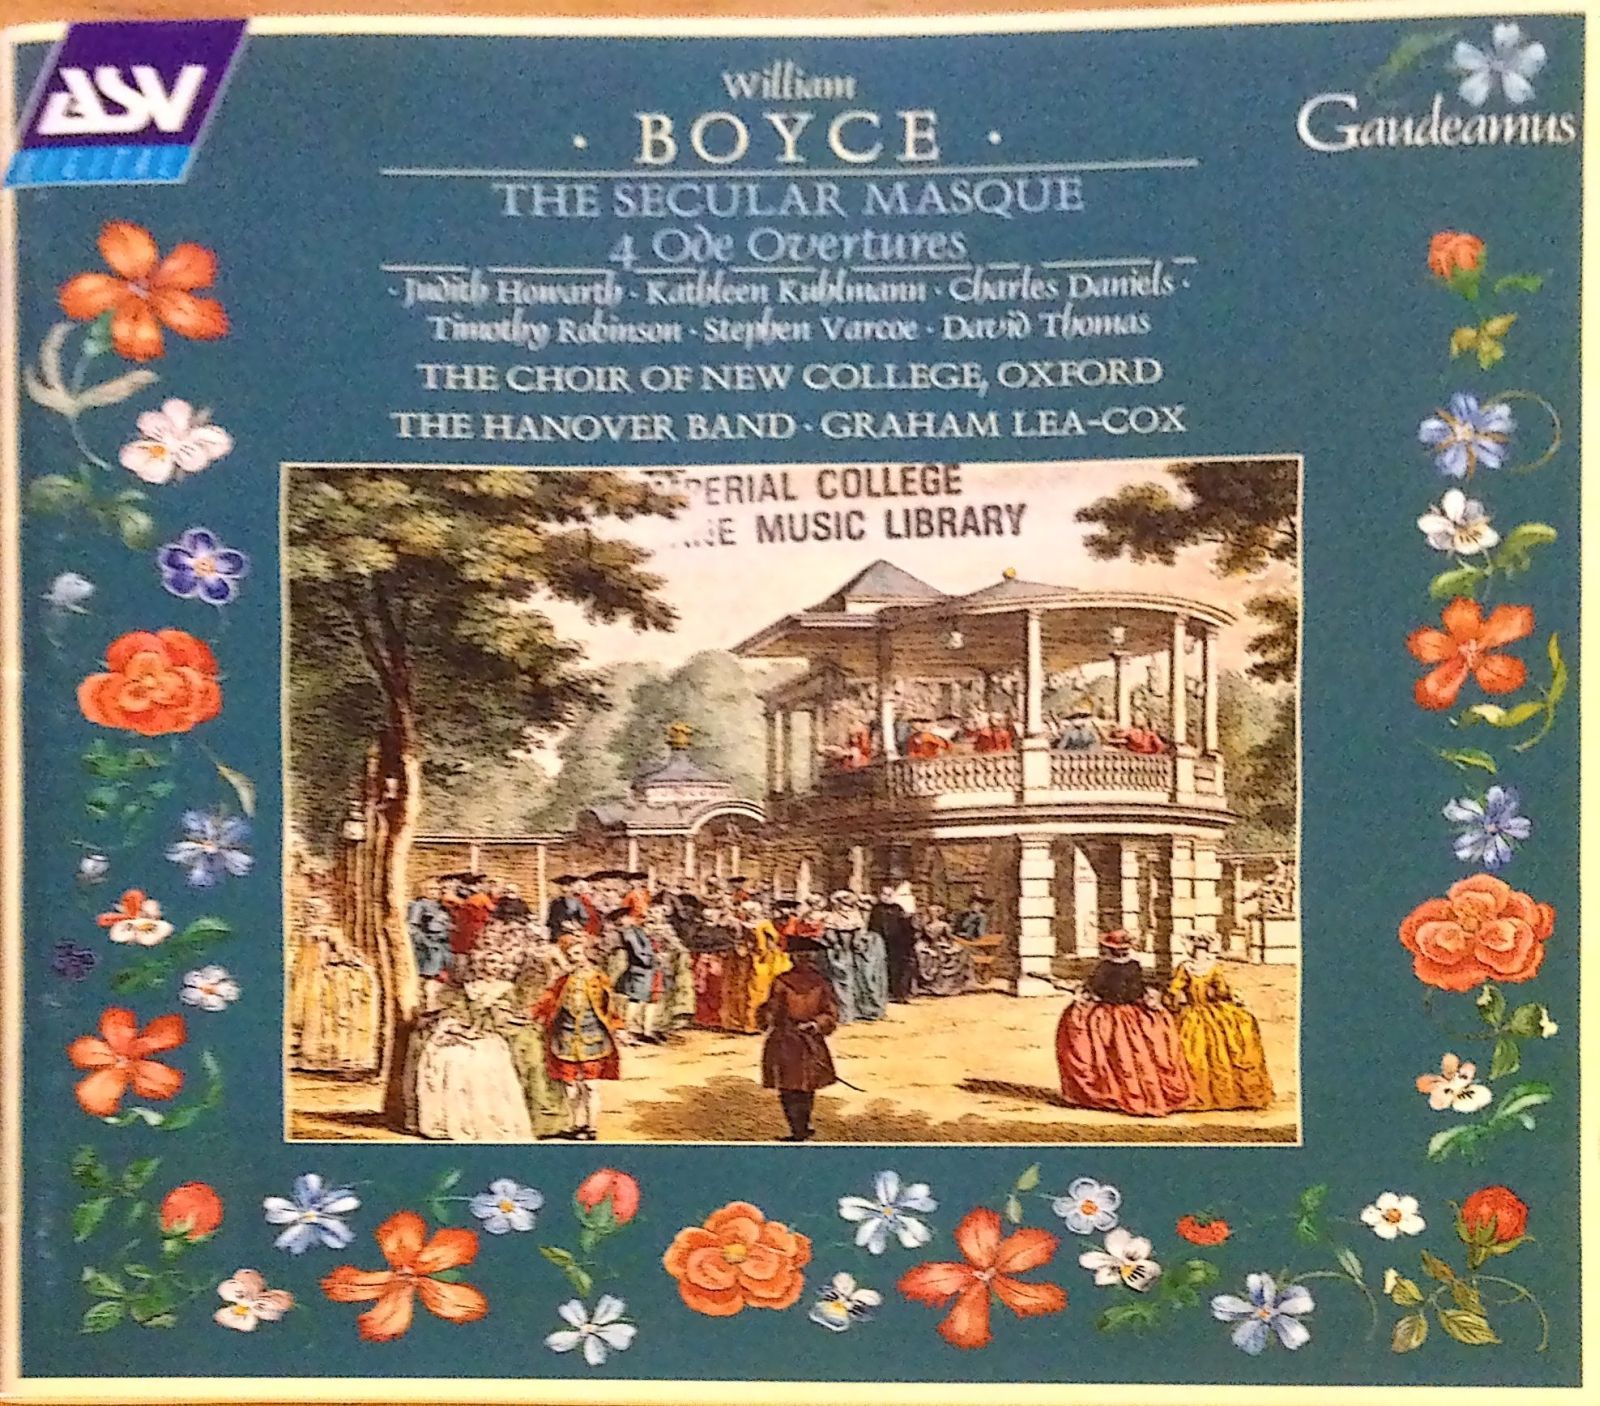 ASV
DIGITAL
William
· BOYCE ·
THE SECULAR MASQUE
4 Ode Overtures
· Judith Howarth · Kathleen Kuhlmann · Charles Daniels ·
Timothy Robinson · Stephen Varcoe · David Thomas
THE CHOIR OF NEW COLLEGE, OXFORD
THE HANOVER BAND · GRAHAM LEA-COX
Gaudeamus
PERIAL COLLEGE
MUSIC LIBRARY